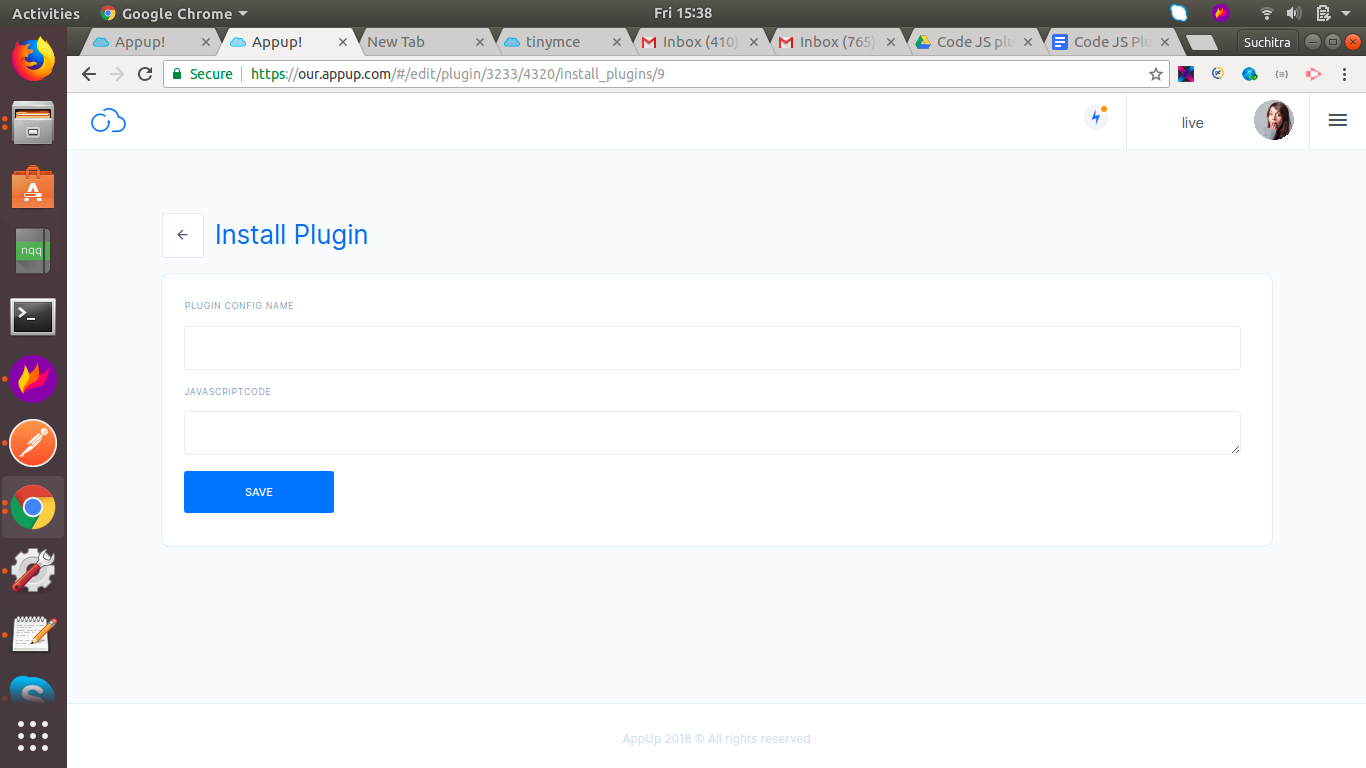 Activities Google Chrome Fri 15:38
Appup! Appup! New Tab tinymce Inbox (410) Inbox (765) Code JS plu Code JS Plu Suchitra
Secure https://our.appup.com/#/edit/plugin/3233/4320/install_plugins/9
live
Install Plugin
PLUGIN CONFIG NAME
JAVASCRIPTCODE
SAVE
AppUp 2018 © All rights reserved
nqq